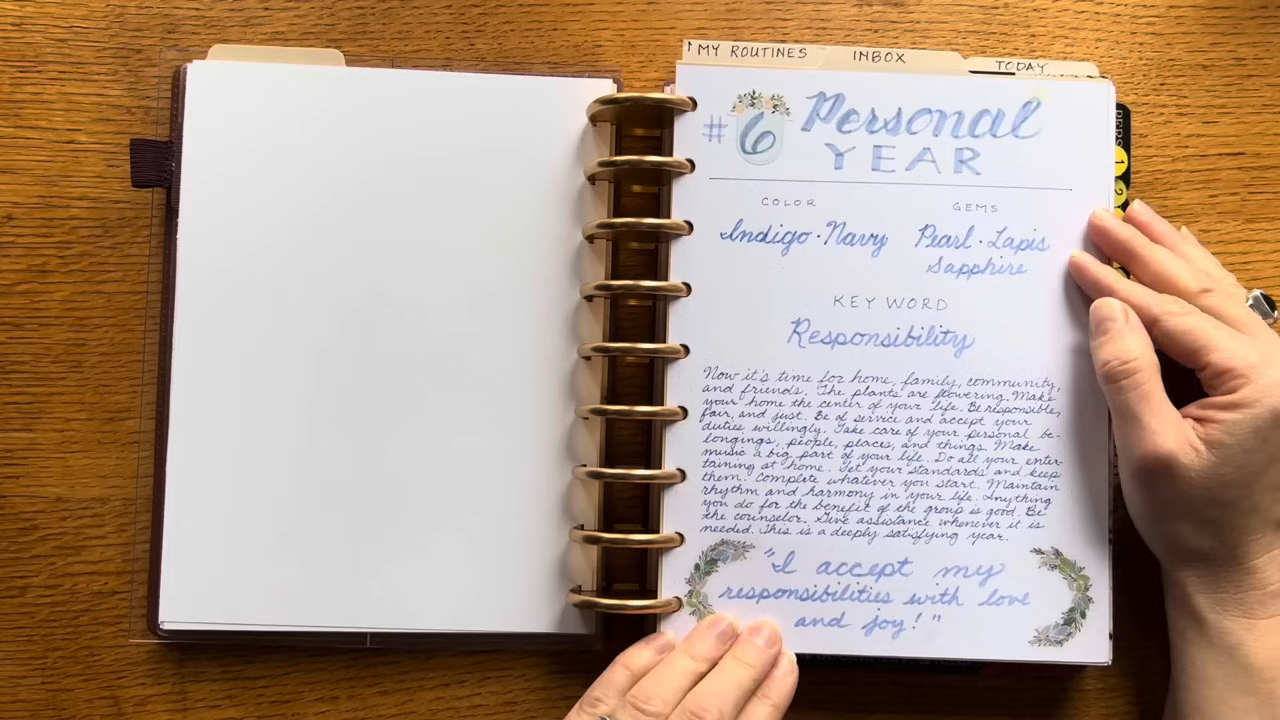 MY ROUTINES
INBOX
TODAY
#6 Personal
YEAR
COLOR
GEMS
Indigo · Navy
Pearl · Lapis
Sapphire
KEY WORD
Responsibility
Now it's time for home, family, community,
and friends. The plants are flowering. Make
your home the center of your life. Be responsible,
fair, and just. Be of service and accept your
duties willingly. Take care of your personal be-
longings, people, places, and things. Make
music a big part of your life. Do all your enter-
taining at home. Set your standards and keep
them. Complete whatever you start. Maintain
rhythm and harmony in your life. Anything
you do for the benefit of the group is good. Be
the counselor. Give assistance whenever it is
needed. This is a deeply satisfying year.
"I accept my
responsibilities with love
and joy!"
1
2